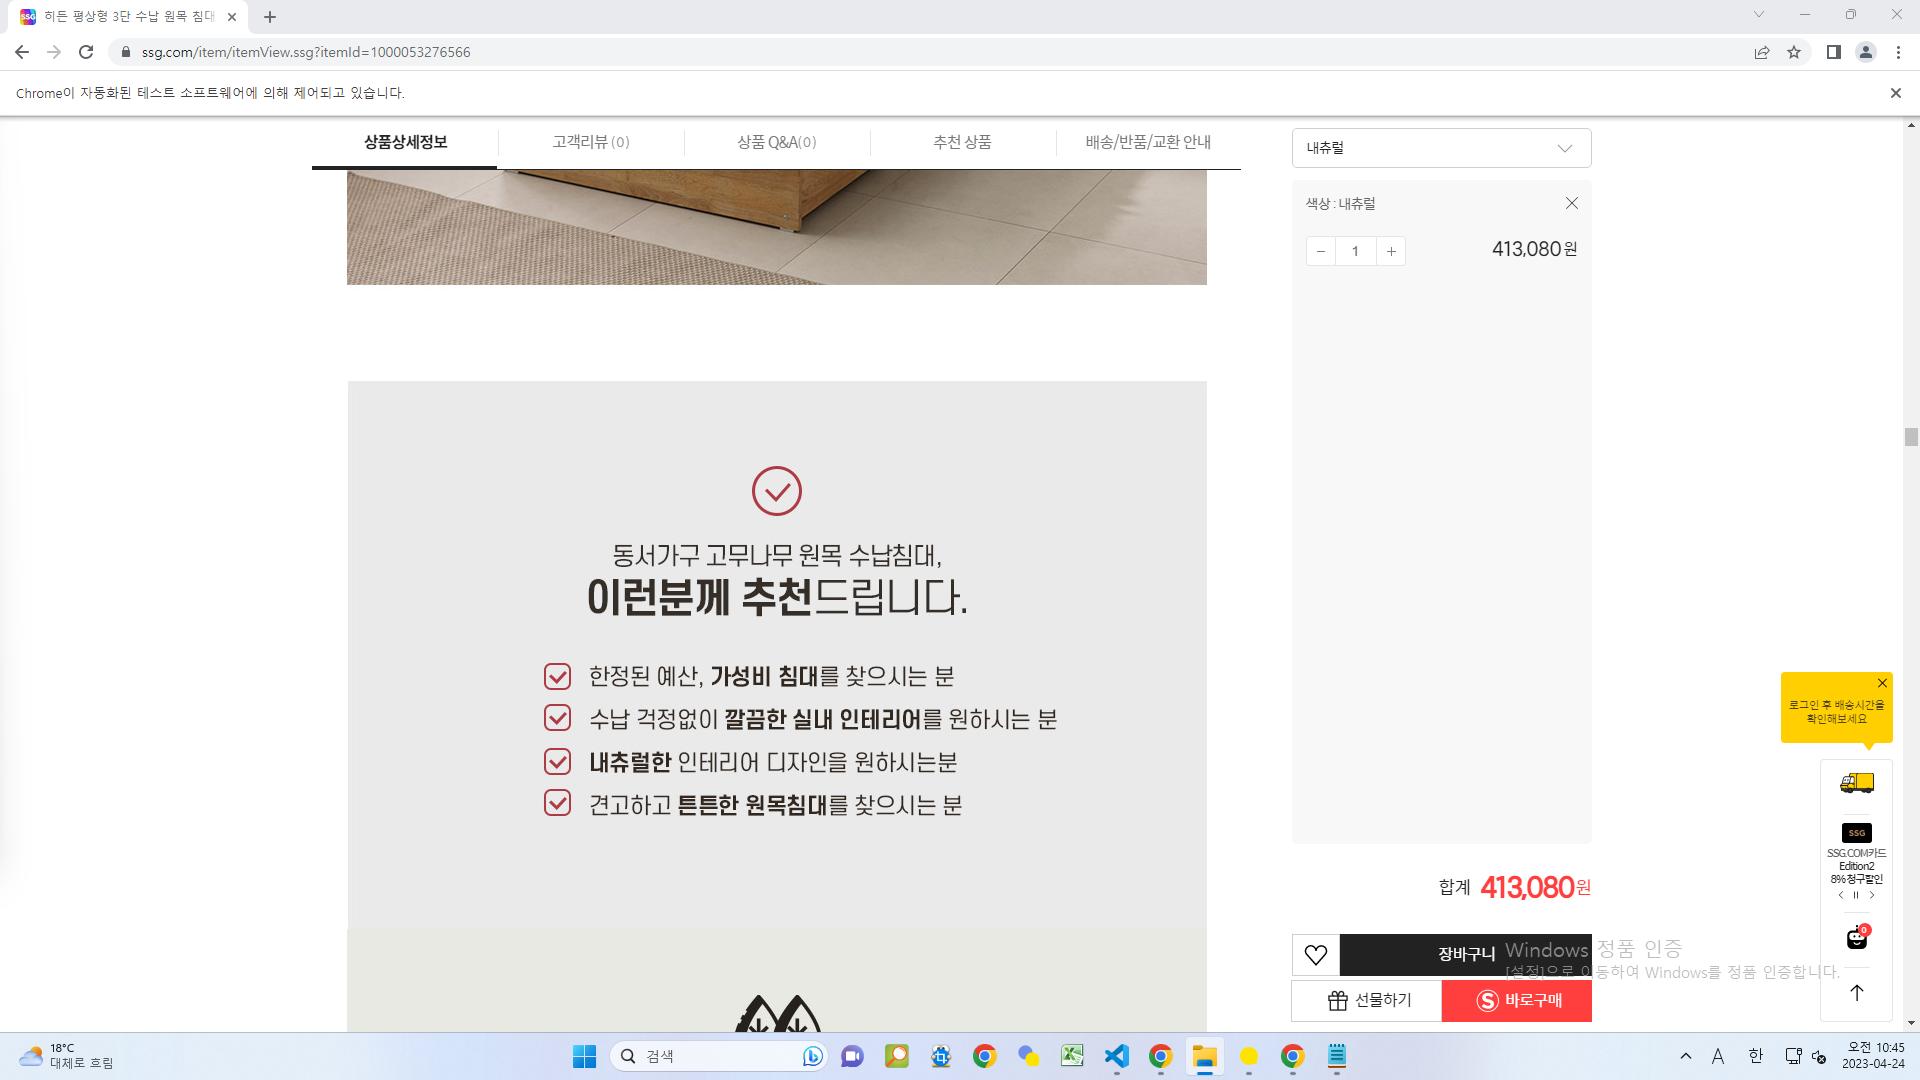 히든 평상형 3단 수납 원목 침대
ssg.com/item/itemView.ssg?itemId=1000053276566
Chrome이 자동화된 테스트 소프트웨어에 의해 제어되고 있습니다.
상품상세정보
고객리뷰 (0)
상품 Q&A(0)
추천 상품
배송/반품/교환 안내
내츄럴
색상 : 내츄럴
1
413,080원
동서가구 고무나무 원목 수납침대,
이런분께 추천드립니다.
한정된 예산, 가성비 침대를 찾으시는 분
수납 걱정없이 깔끔한 실내 인테리어를 원하시는 분
내츄럴한 인테리어 디자인을 원하시는분
견고하고 튼튼한 원목침대를 찾으시는 분
로그인 후 배송시간을
확인해보세요
SSG
SSG.COM카드
Edition2
8% 청구할인
0
합계 413,080원
장바구니
선물하기
바로구매
Windows 정품 인증
[설정]으로 이동하여 Windows를 정품 인증합니다.
18°C
대체로 흐림
검색
A
한
오전 10:45
2023-04-24